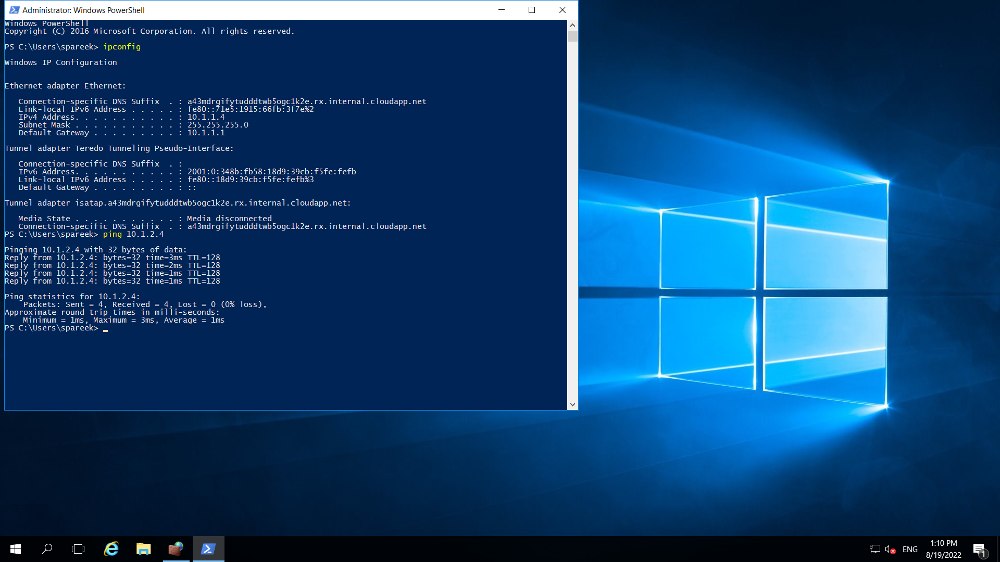 Administrator: Windows PowerShell
Windows PowerShell
Copyright (C) 2016 Microsoft Corporation. All rights reserved.
PS C:\Users\spareek> ipconfig
Windows IP Configuration
Ethernet adapter Ethernet:
Connection-specific DNS Suffix  . : a43mdrgifytudddtwb5ogc1k2e.rx.internal.cloudapp.net
Link-local IPv6 Address . . . . . : fe80::71e5:1915:66fb:3f7e%2
IPv4 Address. . . . . . . . . . . : 10.1.1.4
Subnet Mask . . . . . . . . . . . : 255.255.255.0
Default Gateway . . . . . . . . . : 10.1.1.1
Tunnel adapter Teredo Tunneling Pseudo-Interface:
Connection-specific DNS Suffix  . :
IPv6 Address. . . . . . . . . . . : 2001:0:348b:fb58:18d9:39cb:f5fe:fefb
Link-local IPv6 Address . . . . . : fe80::18d9:39cb:f5fe:fefb%3
Default Gateway . . . . . . . . . : ::
Tunnel adapter isatap.a43mdrgifytudddtwb5ogc1k2e.rx.internal.cloudapp.net:
Media State . . . . . . . . . . . : Media disconnected
Connection-specific DNS Suffix  . : a43mdrgifytudddtwb5ogc1k2e.rx.internal.cloudapp.net
PS C:\Users\spareek> ping 10.1.2.4
Pinging 10.1.2.4 with 32 bytes of data:
Reply from 10.1.2.4: bytes=32 time=3ms TTL=128
Reply from 10.1.2.4: bytes=32 time=2ms TTL=128
Reply from 10.1.2.4: bytes=32 time=1ms TTL=128
Reply from 10.1.2.4: bytes=32 time=1ms TTL=128
Ping statistics for 10.1.2.4:
Packets: Sent = 4, Received = 4, Lost = 0 (0% loss),
Approximate round trip times in milli-seconds:
Minimum = 1ms, Maximum = 3ms, Average = 1ms
PS C:\Users\spareek>
ENG
1:10 PM
8/19/2022
1